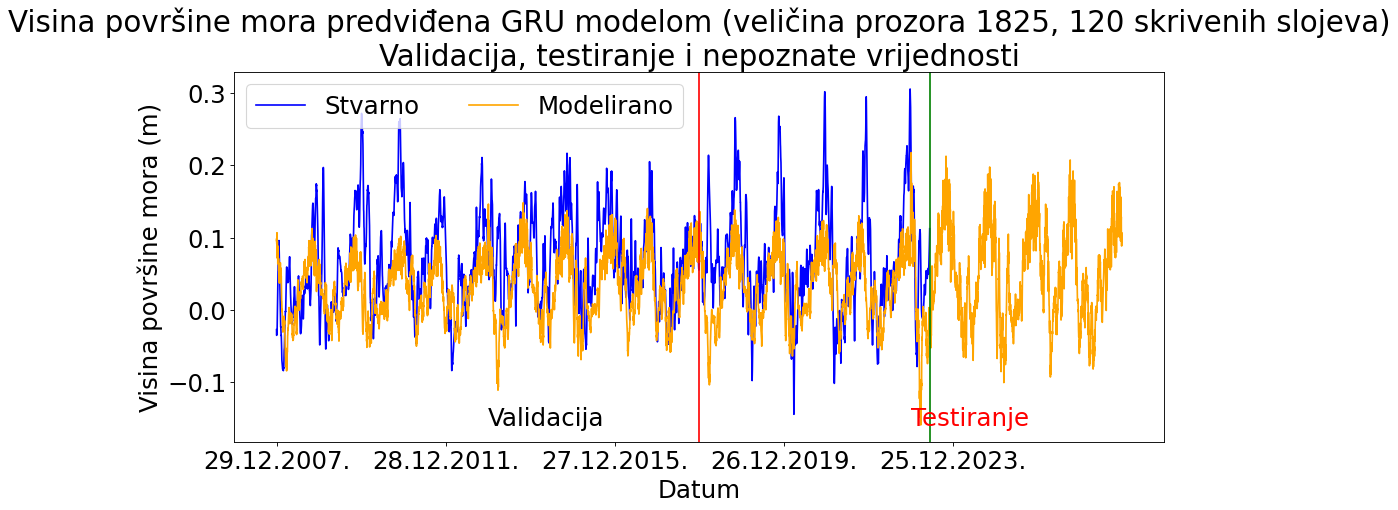 Visina površine mora predviđena GRU modelom (veličina prozora 1825, 120 skrivenih slojeva)
Validacija, testiranje i nepoznate vrijednosti
Stvarno Modelirano
Visina površine mora (m)
0.3
0.2
0.1
0.0
−0.1
Validacija
Testiranje
29.12.2007. 28.12.2011. 27.12.2015. 26.12.2019. 25.12.2023.
Datum